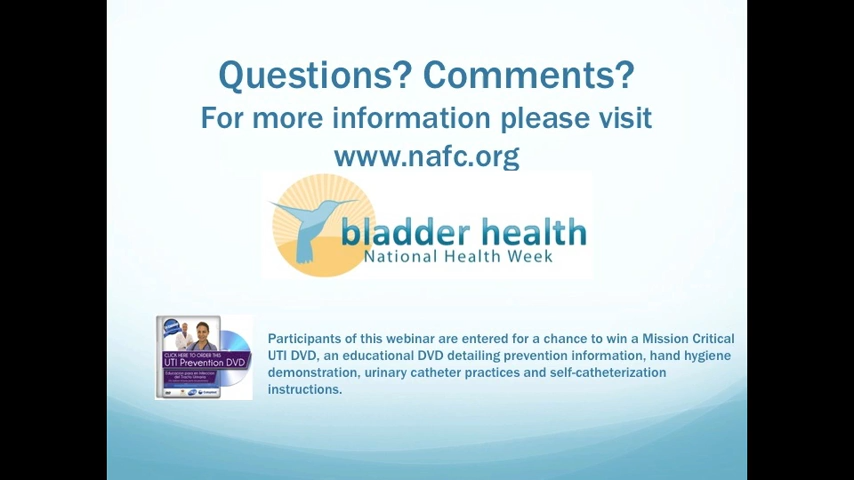 Questions? Comments?
For more information please visit
www.nafc.org
bladder health
National Health Week
CLICK HERE TO ORDER THIS
UTI Prevention DVD
Participants of this webinar are entered for a chance to win a Mission Critical
UTI DVD, an educational DVD detailing prevention information, hand hygiene
demonstration, urinary catheter practices and self-catheterization
instructions.